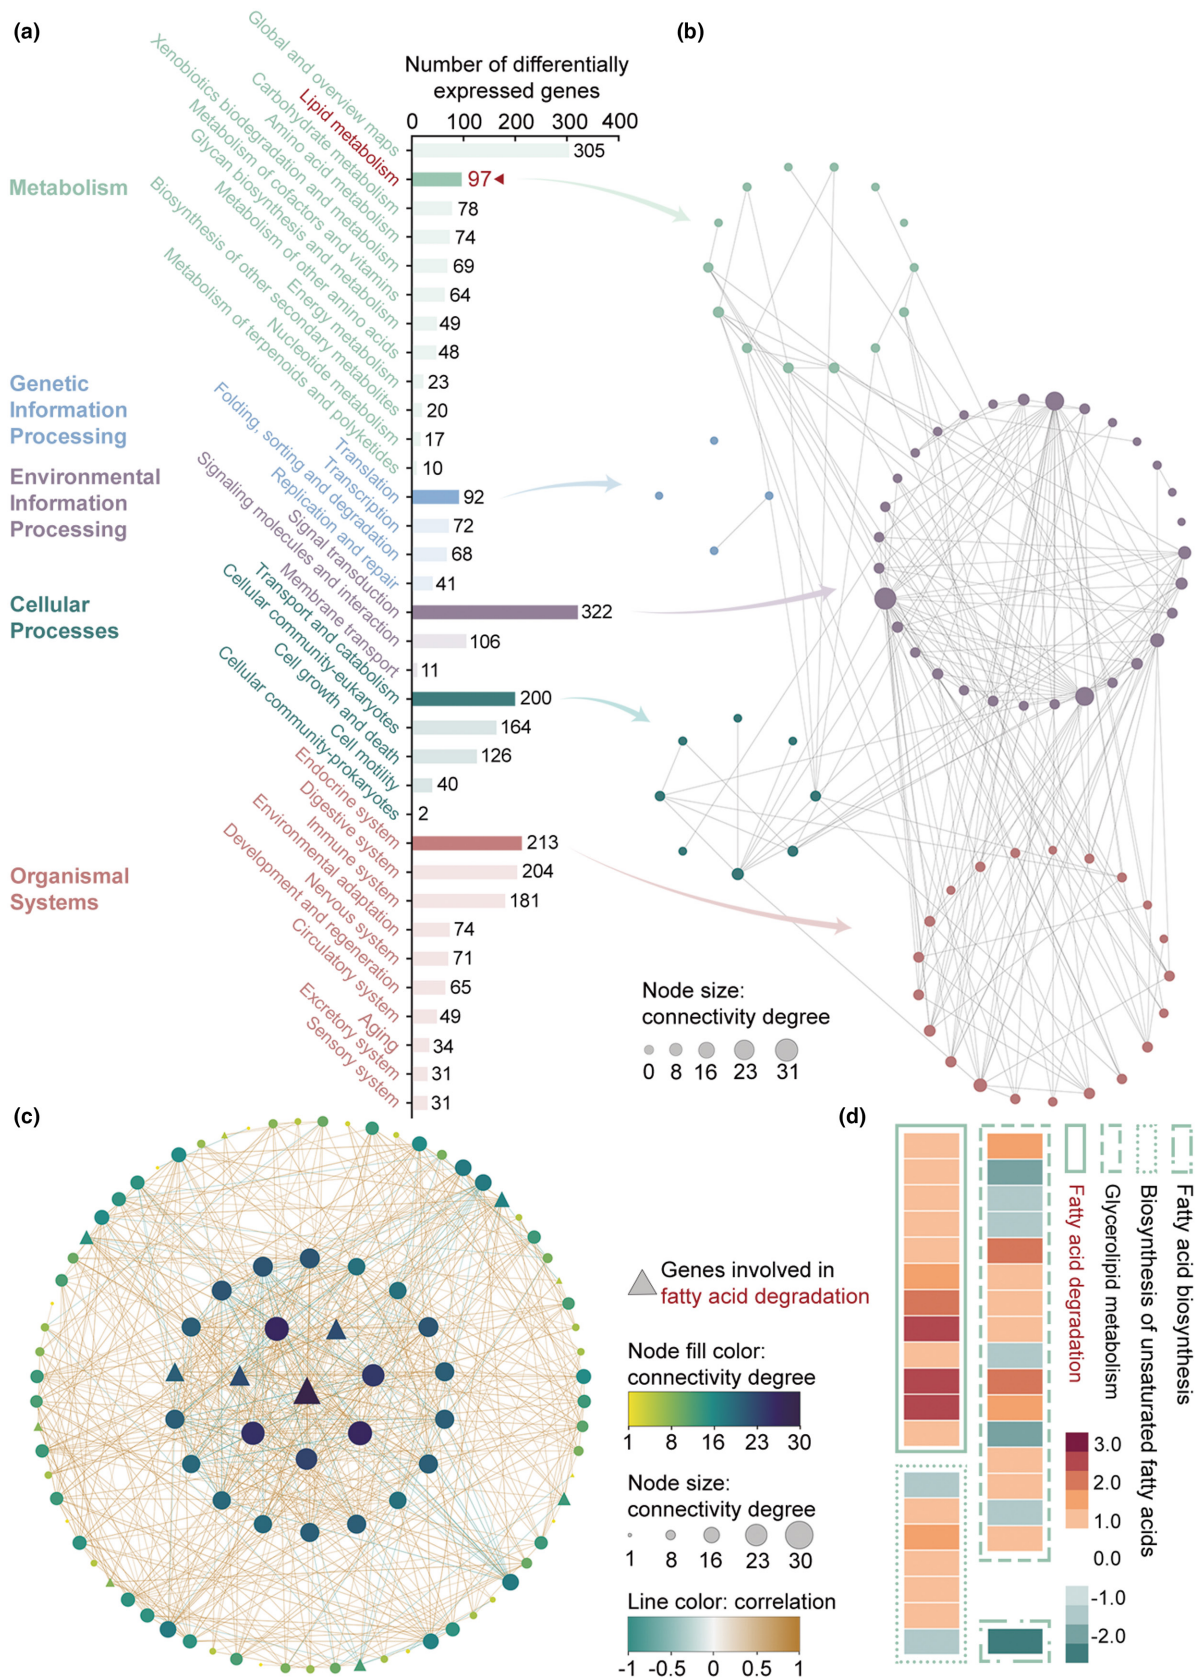 (a)
Number of differentially
expressed genes
0 100 200 300 400
Metabolism
Global and overview maps
305
Lipid metabolism
97
Carbohydrate metabolism
78
Amino acid metabolism
74
Xenobiotics biodegradation and metabolism
69
Metabolism of cofactors and vitamins
64
Glycan biosynthesis and metabolism
49
Metabolism of other amino acids
48
Energy metabolism
23
Biosynthesis of other secondary metabolites
20
Nucleotide metabolism
17
Metabolism of terpenoids and polyketides
10
Genetic
Information
Processing
Translation
92
Transcription
72
Folding, sorting and degradation
68
Replication and repair
41
Environmental
Information
Processing
Signal transduction
322
Signaling molecules and interaction
106
Membrane transport
11
Cellular
Processes
Transport and catabolism
200
Cellular community-eukaryotes
164
Cell growth and death
126
Cell motility
40
Cellular community-prokaryotes
2
Organismal
Systems
Endocrine system
213
Digestive system
204
Immune system
181
Environmental adaptation
74
Nervous system
71
Development and regeneration
65
Circulatory system
49
Aging
34
Excretory system
31
Sensory system
31
(b)
Node size:
connectivity degree
0 8 16 23 31
(c)
Genes involved in
fatty acid degradation
Node fill color:
connectivity degree
1 8 16 23 30
Node size:
connectivity degree
1 8 16 23 30
Line color: correlation
-1 -0.5 0 0.5 1
(d)
Fatty acid degradation
Glycerolipid metabolism
Biosynthesis of unsaturated fatty acids
Fatty acid biosynthesis
3.0
2.0
1.0
0.0
-1.0
-2.0